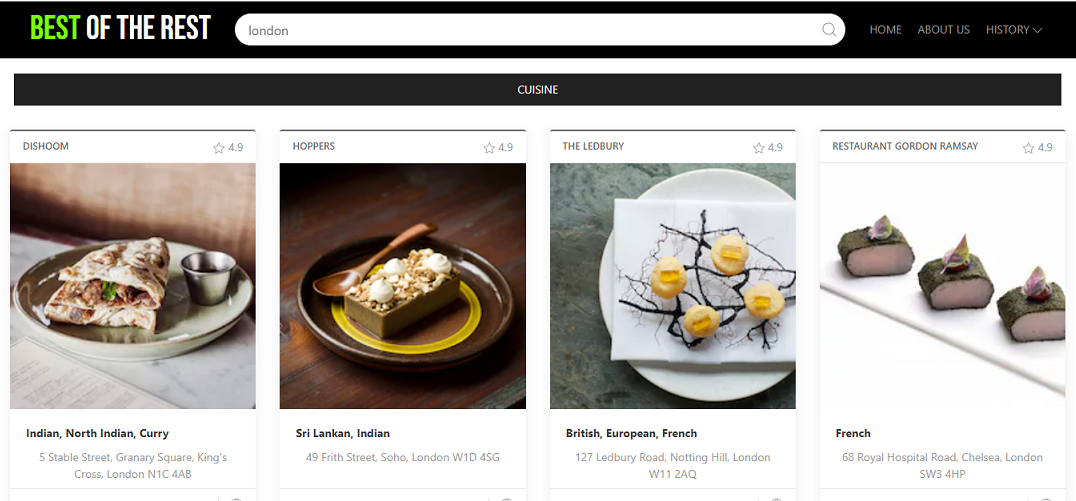 BEST OF THE REST
london
HOME ABOUT US HISTORY
CUISINE
DISHOOM 4.9
HOPPERS 4.9
THE LEDBURY 4.9
RESTAURANT GORDON RAMSAY 4.9
Indian, North Indian, Curry
5 Stable Street, Granary Square, King's
Cross, London N1C 4AB
Sri Lankan, Indian
49 Frith Street, Soho, London W1D 4SG
British, European, French
127 Ledbury Road, Notting Hill, London
W11 2AQ
French
68 Royal Hospital Road, Chelsea, London
SW3 4HP